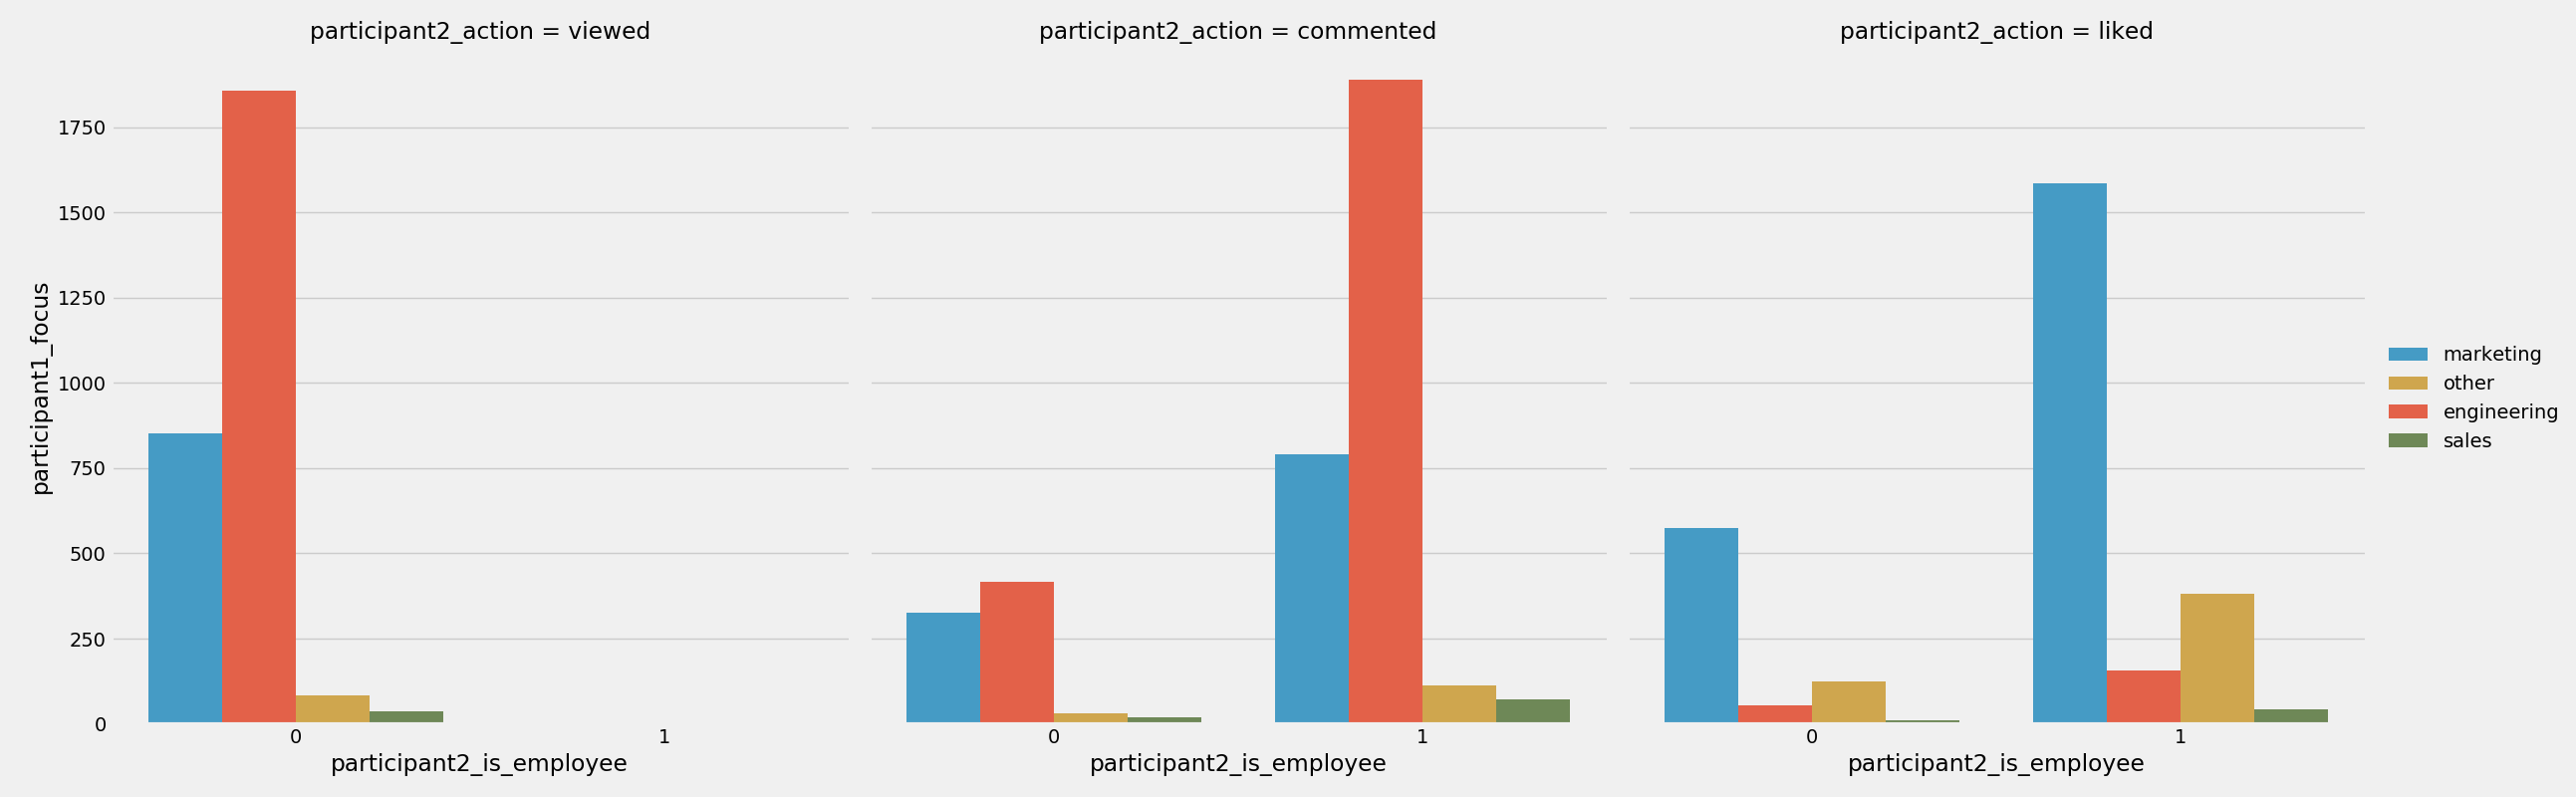 participant2_action = viewed
participant2_action = commented
participant2_action = liked
participant1_focus
1750
1500
1250
1000
750
500
250
0
0 1
0 1
0 1
participant2_is_employee
participant2_is_employee
participant2_is_employee
marketing
other
engineering
sales